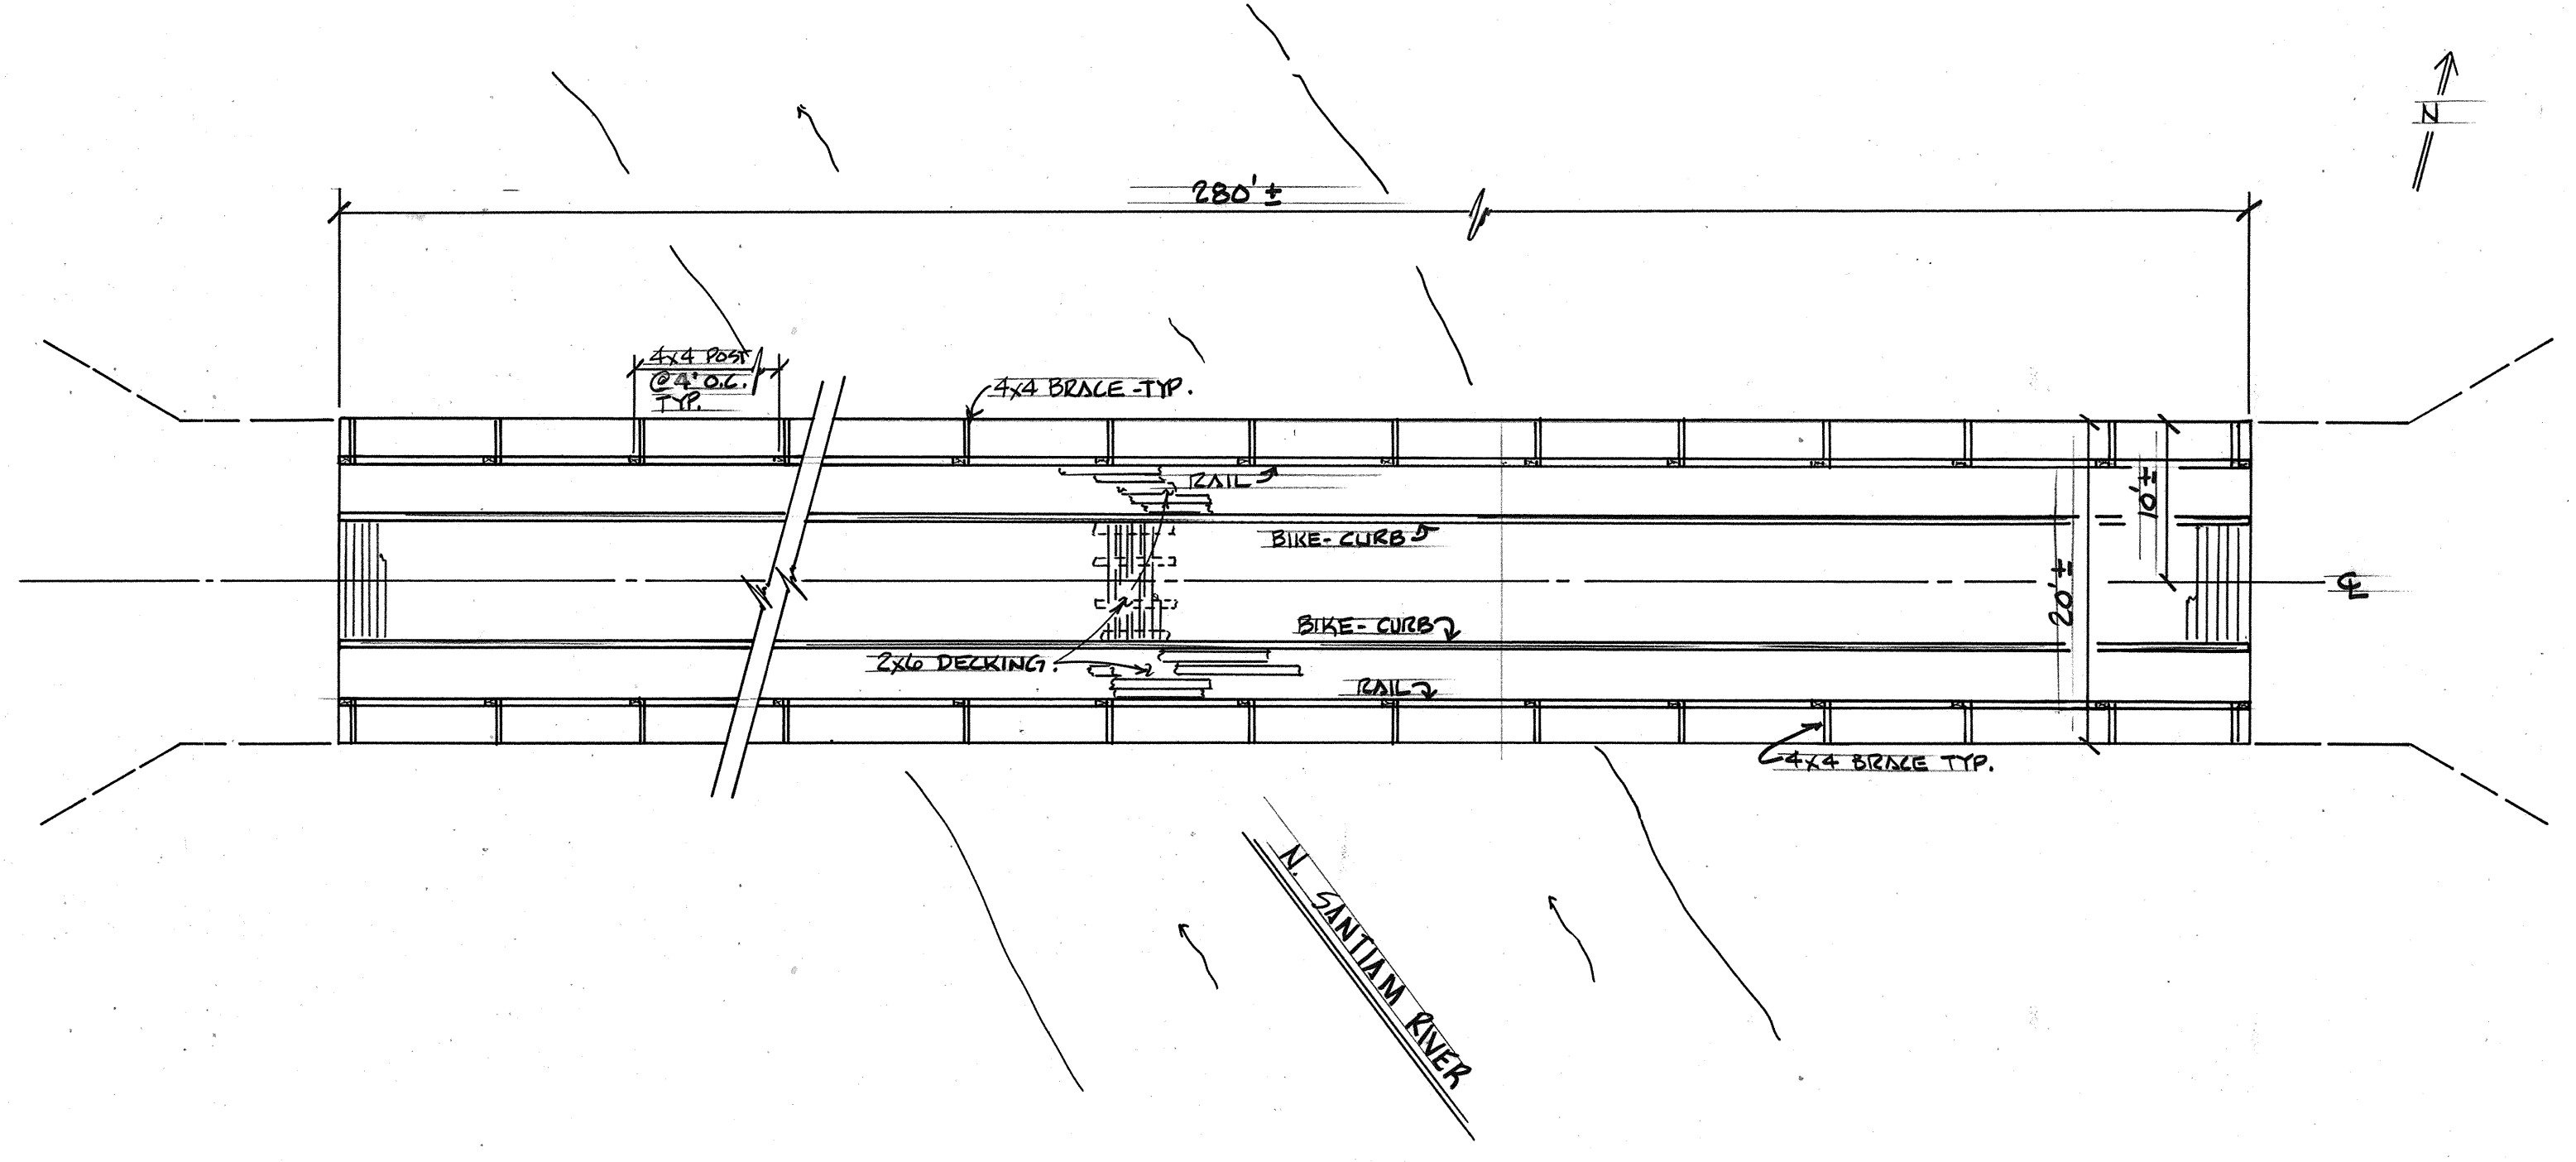 N
280' ±
4x4 POST
@ 4' O.C.
TYP.
4x4 BRACE -TYP.
RAIL
10' ±
BIKE- CURB
20' ±
℄
BIKE- CURB
2x6 DECKING.
RAIL
4x4 BRACE TYP.
N. SANTIAM RIVER